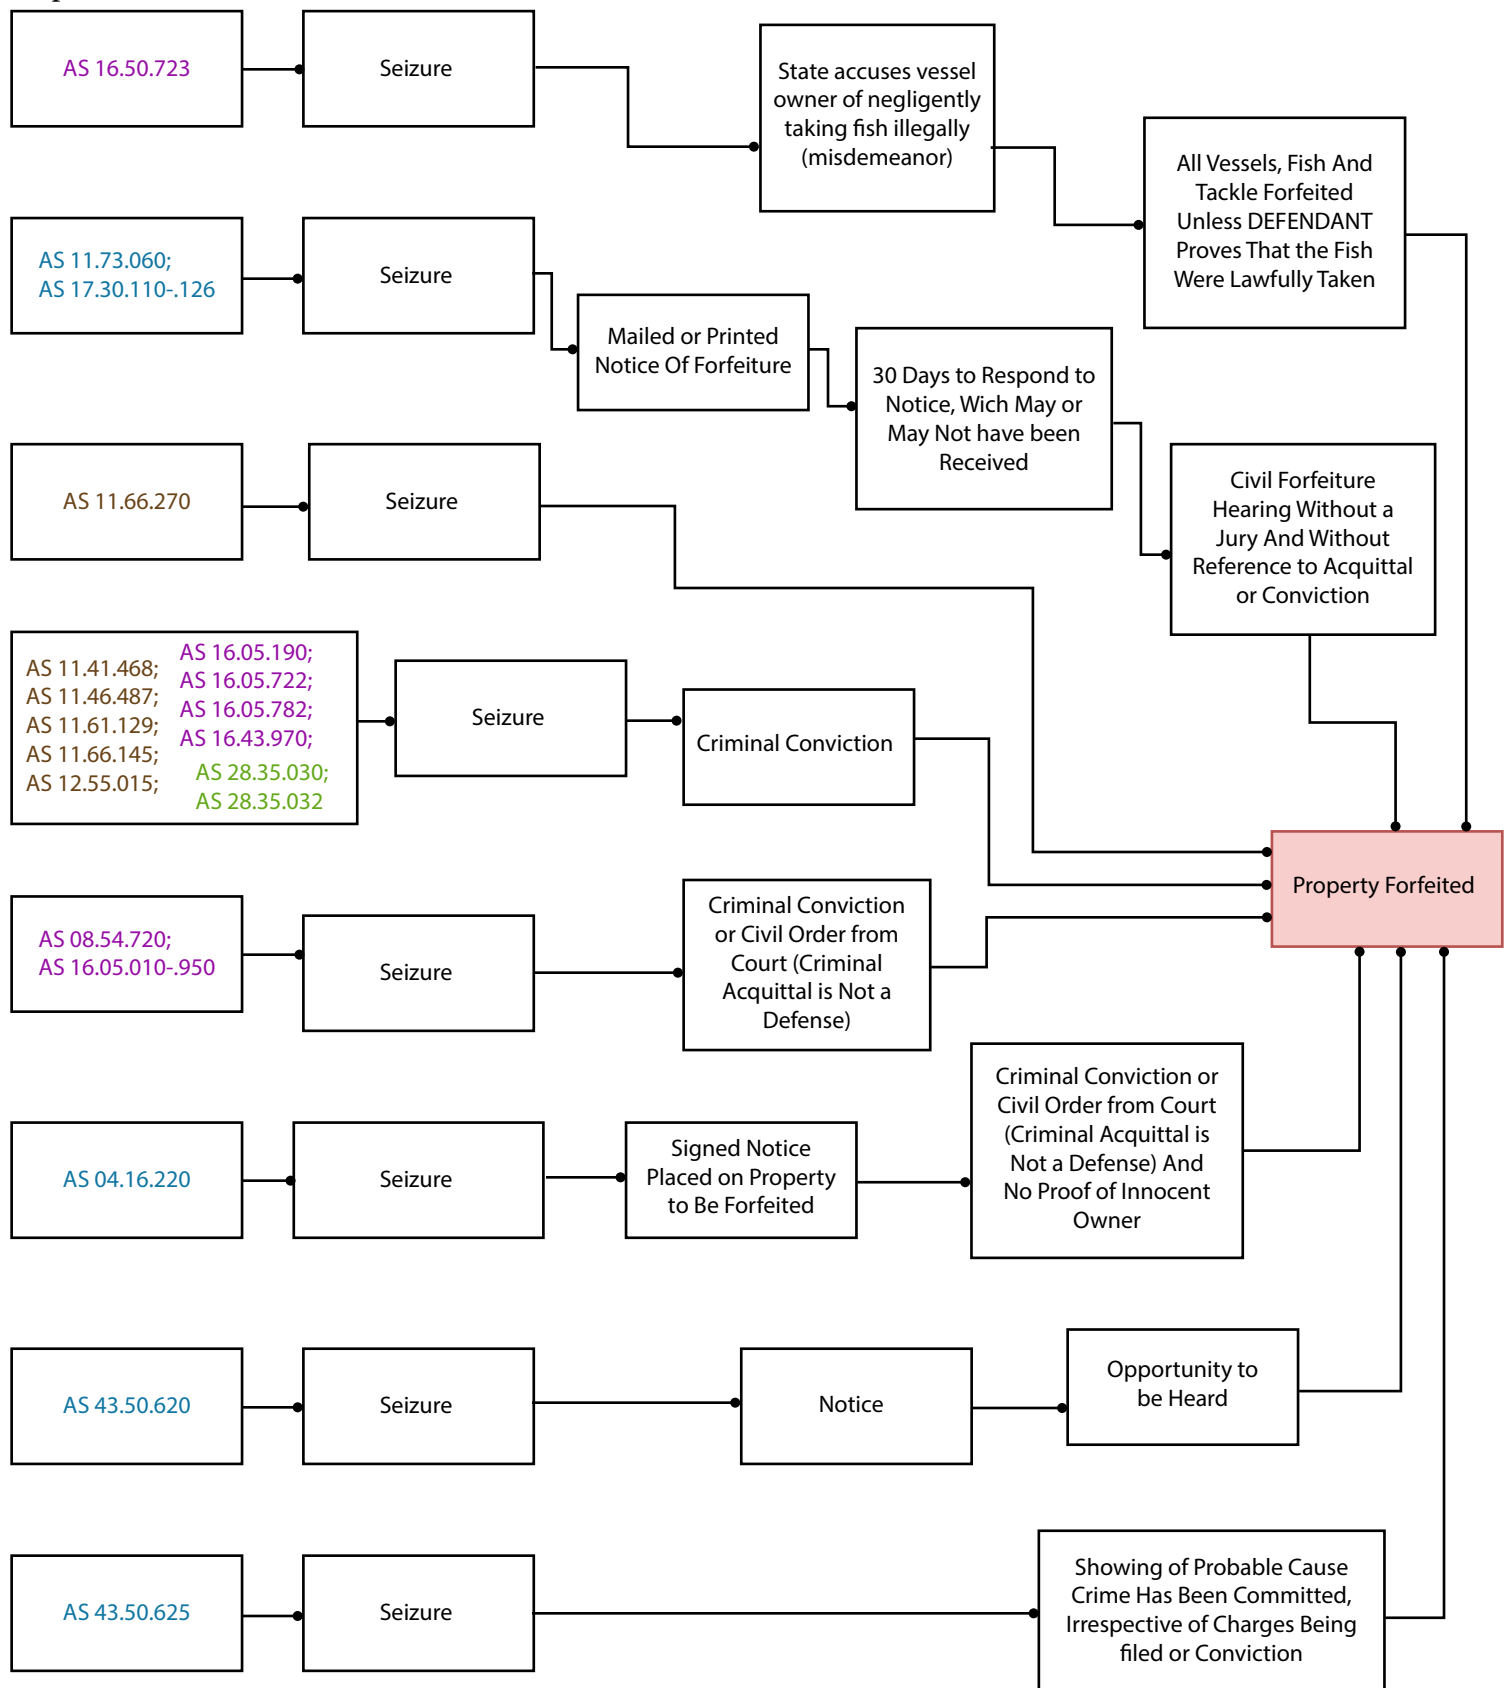 AS 16.50.723
Seizure
State accuses vessel
owner of negligently
taking fish illegally
(misdemeanor)
All Vessels, Fish And
Tackle Forfeited
Unless DEFENDANT
Proves That the Fish
Were Lawfully Taken
AS 11.73.060;
AS 17.30.110-.126
Seizure
Mailed or Printed
Notice Of Forfeiture
30 Days to Respond to
Notice, Wich May or
May Not have been
Received
Civil Forfeiture
Hearing Without a
Jury And Without
Reference to Acquittal
or Conviction
AS 11.66.270
Seizure
AS 11.41.468;
AS 11.46.487;
AS 11.61.129;
AS 11.66.145;
AS 12.55.015;
AS 16.05.190;
AS 16.05.722;
AS 16.05.782;
AS 16.43.970;
AS 28.35.030;
AS 28.35.032
Seizure
Criminal Conviction
Property Forfeited
AS 08.54.720;
AS 16.05.010-.950
Seizure
Criminal Conviction
or Civil Order from
Court (Criminal
Acquittal is Not a
Defense)
AS 04.16.220
Seizure
Signed Notice
Placed on Property
to Be Forfeited
Criminal Conviction or
Civil Order from Court
(Criminal Acquittal is
Not a Defense) And
No Proof of Innocent
Owner
AS 43.50.620
Seizure
Notice
Opportunity to
be Heard
AS 43.50.625
Seizure
Showing of Probable Cause
Crime Has Been Committed,
Irrespective of Charges Being
filed or Conviction